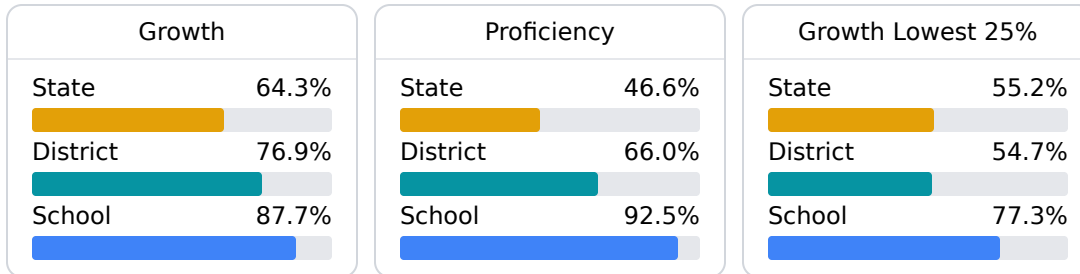 Growth
State 64.3%
District 76.9%
School 87.7%
Proficiency
State 46.6%
District 66.0%
School 92.5%
Growth Lowest 25%
State 55.2%
District 54.7%
School 77.3%